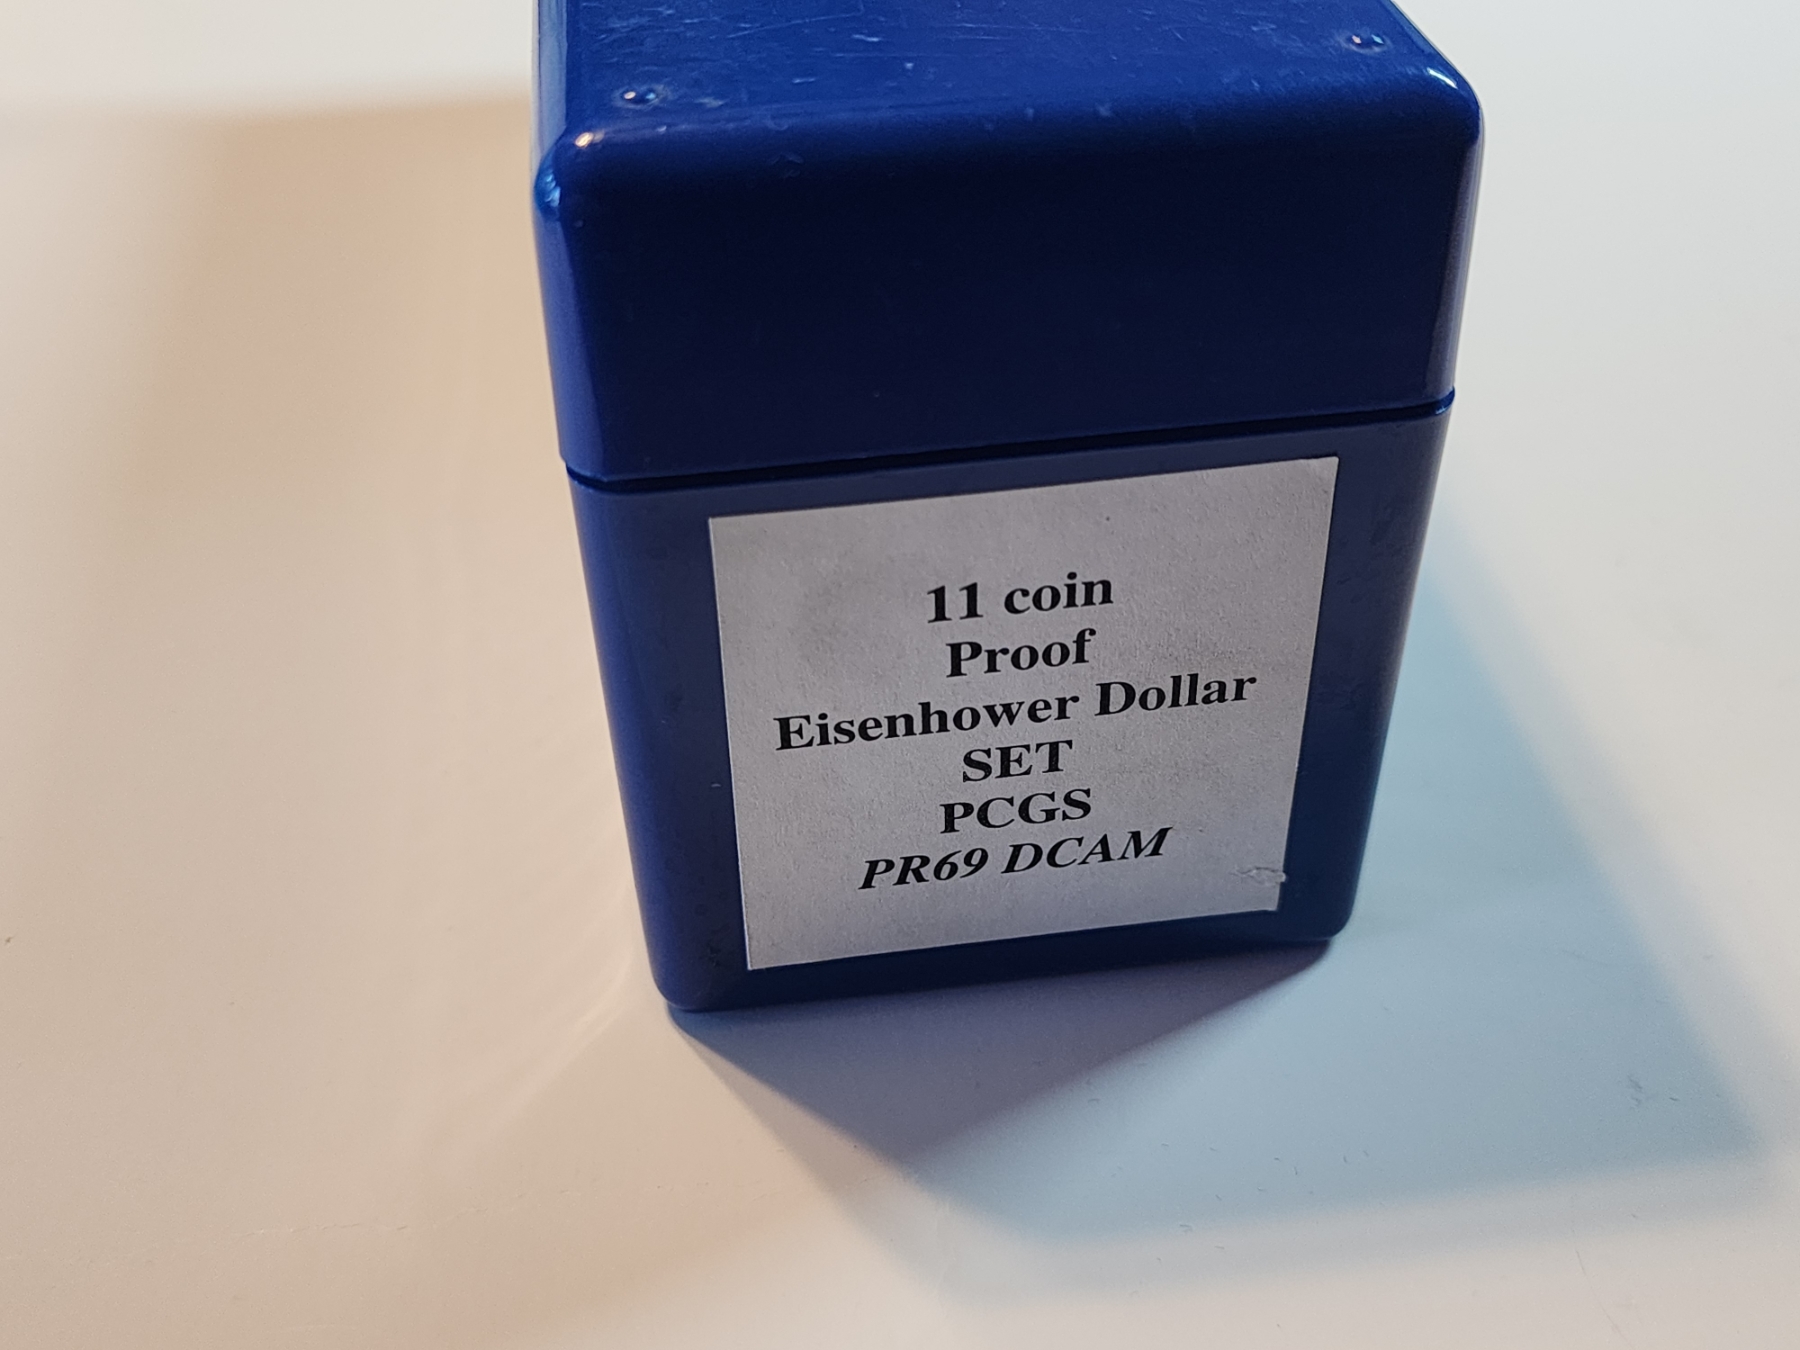 11 coin
Proof
Eisenhower Dollar
SET
PCGS
PR69 DCAM